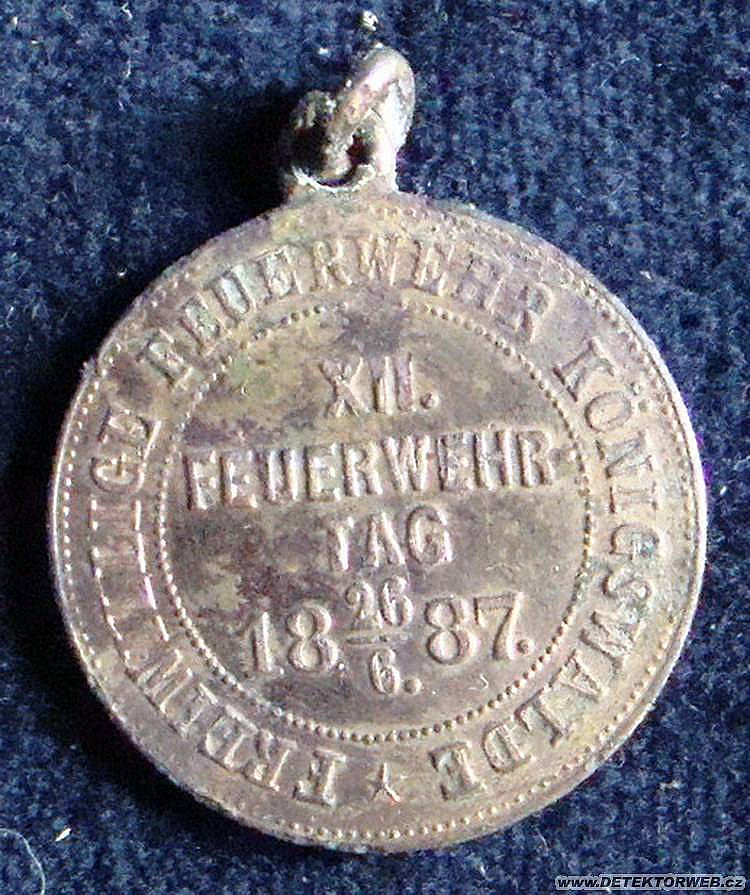 FREIWILLIGE FEUERWEHR KÖNIGSWALDE
XII.
FEUERWEHR-
TAG
18 26/6. 87.
www.DETEKTORWEB.cz